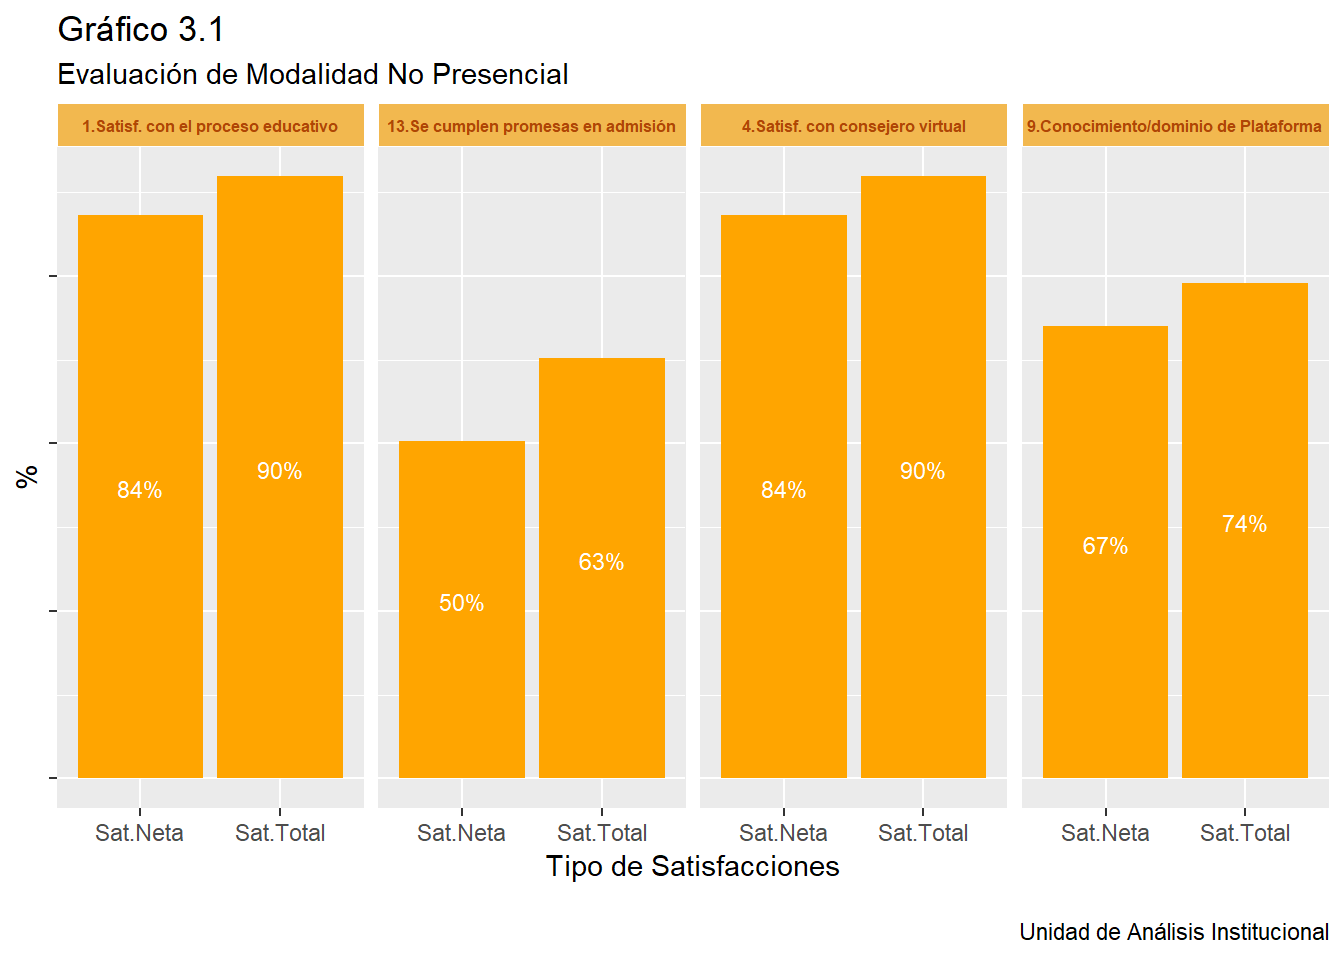 Gráfico 3.1
Evaluación de Modalidad No Presencial
1.Satisf. con el proceso educativo
13.Se cumplen promesas en admisión
4.Satisf. con consejero virtual
9.Conocimiento/dominio de Plataforma
%
84%
90%
50%
63%
84%
90%
67%
74%
Sat.Neta
Sat.Total
Sat.Neta
Sat.Total
Sat.Neta
Sat.Total
Sat.Neta
Sat.Total
Tipo de Satisfacciones
Unidad de Análisis Institucional